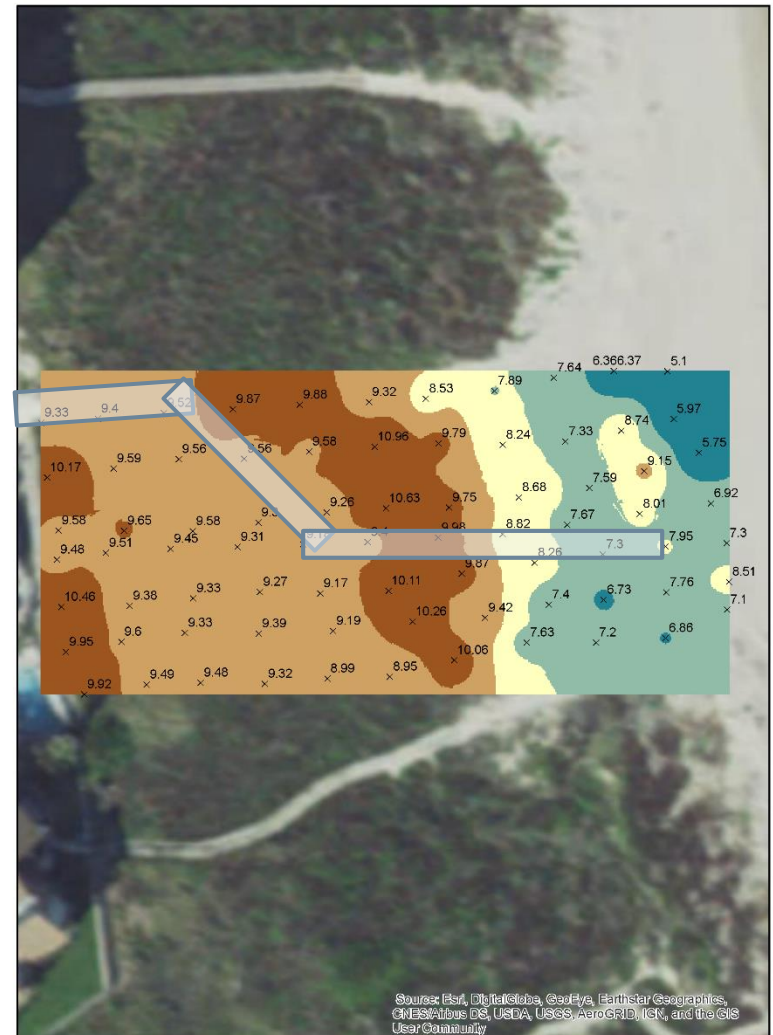 7.64 6.366.37 5.1
7.89
9.88 9.32 8.53
9.33 9.4 9.52 9.87 5.97
8.74
10.96 9.79 8.24 7.33 5.75
9.59 9.56 9.56 9.58 9.15
10.17
8.68 7.59
9.26 10.63 9.75 8.01 6.92
9.58 9.65 9.58 7.67
9.48 9.51 9.45 9.31 9.98 8.82 7.3 7.95 7.3
8.26
9.87 8.51
10.46 9.38 9.33 9.27 9.17 10.11 7.4 6.73 7.76 7.1
9.95 9.6 9.33 9.39 9.19 10.26 9.42 7.63 7.2 6.86
9.92 9.49 9.48 9.32 8.99 8.95 10.06
Source: Esri, DigitalGlobe, GeoEye, Earthstar Geographics,
CNES/Airbus DS, USDA, USGS, AeroGRID, IGN, and the GIS
User Community